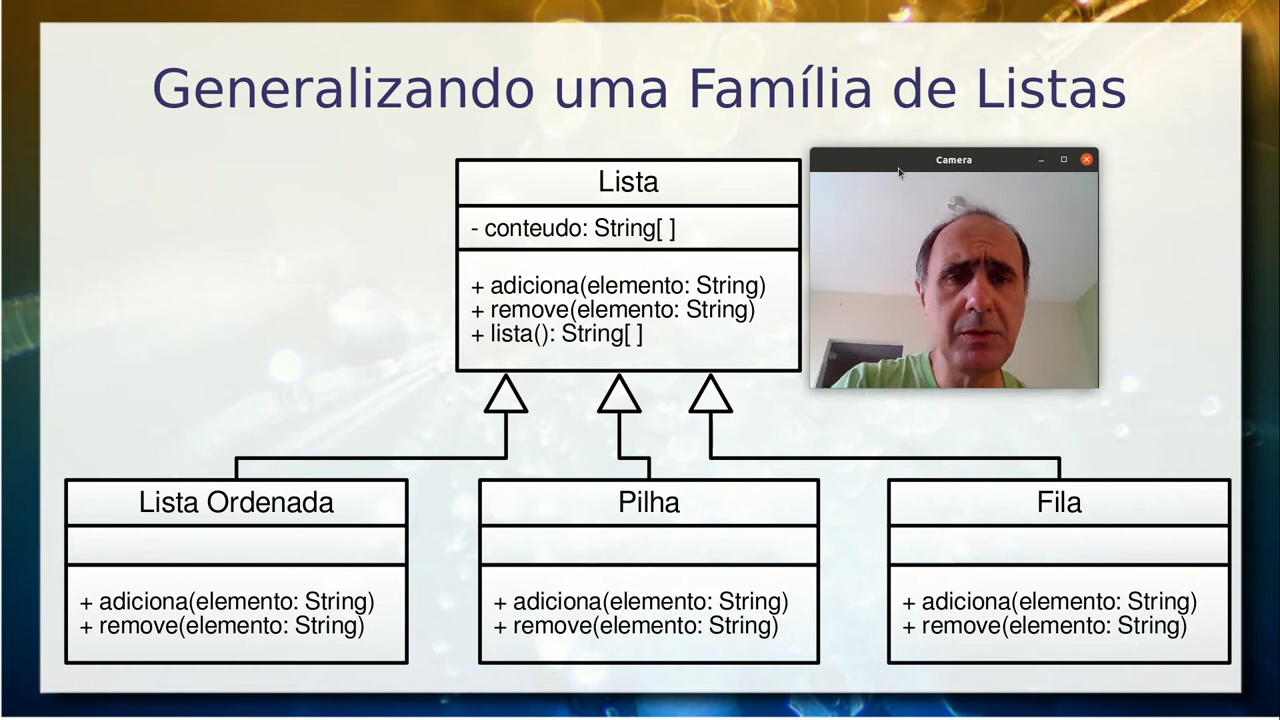 Generalizando uma Família de Listas
Lista
- conteudo: String[ ]
+ adiciona(elemento: String)
+ remove(elemento: String)
+ lista(): String[ ]
Camera
Lista Ordenada
+ adiciona(elemento: String)
+ remove(elemento: String)
Pilha
+ adiciona(elemento: String)
+ remove(elemento: String)
Fila
+ adiciona(elemento: String)
+ remove(elemento: String)